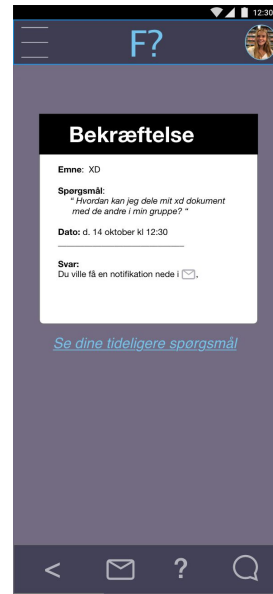 12:30
F?
Bekræftelse
Emne: XD
Spørgsmål:
“ Hvordan kan jeg dele mit xd dokument
med de andre i min gruppe? “
Dato: d. 14 oktober kl 12:30
Svar:
Du ville få en notifikation nede i ,
Se dine tideligere spørgsmål
< ?